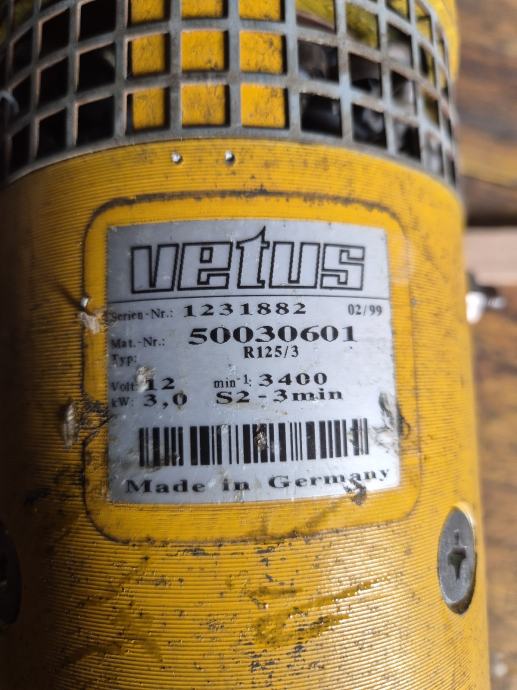 vetus
Serien-Nr.: 1231882 02/99
Mat.-Nr.: 50030601
Typ: R125/3
Volt: 12 min-1: 3400
kW: 3,0 S2-3min
Made in Germany